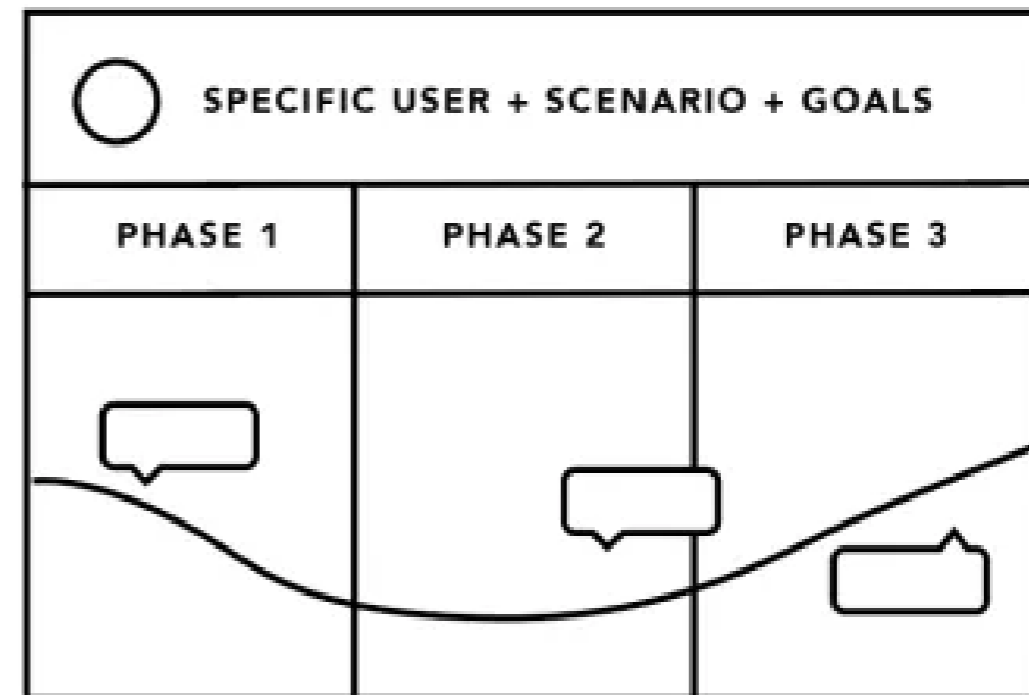 SPECIFIC USER + SCENARIO + GOALS
PHASE 1
PHASE 2
PHASE 3